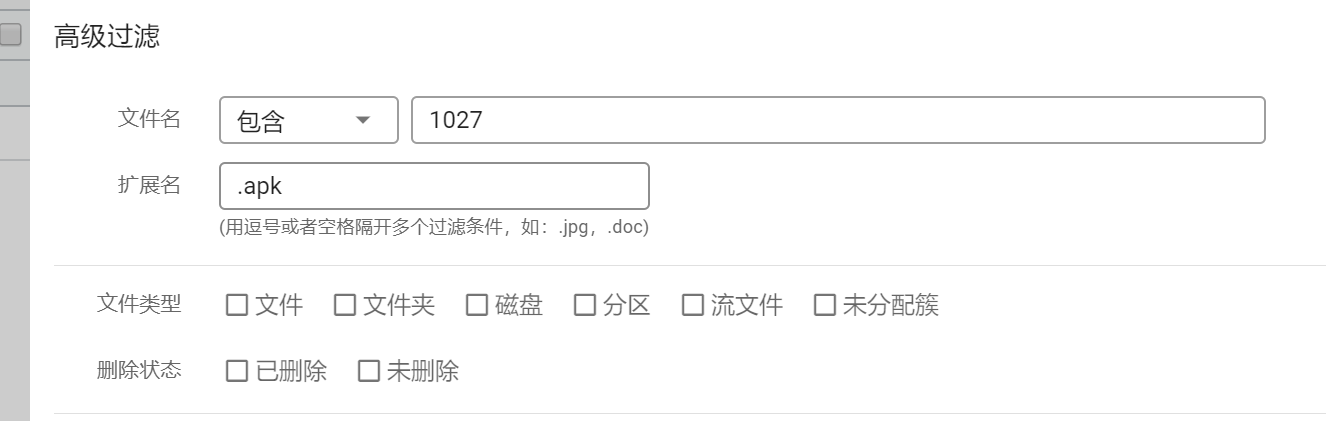 高级过滤
文件名 包含 1027
扩展名 .apk
(用逗号或者空格隔开多个过滤条件，如：.jpg，.doc)
文件类型 文件 文件夹 磁盘 分区 流文件 未分配簇
删除状态 已删除 未删除